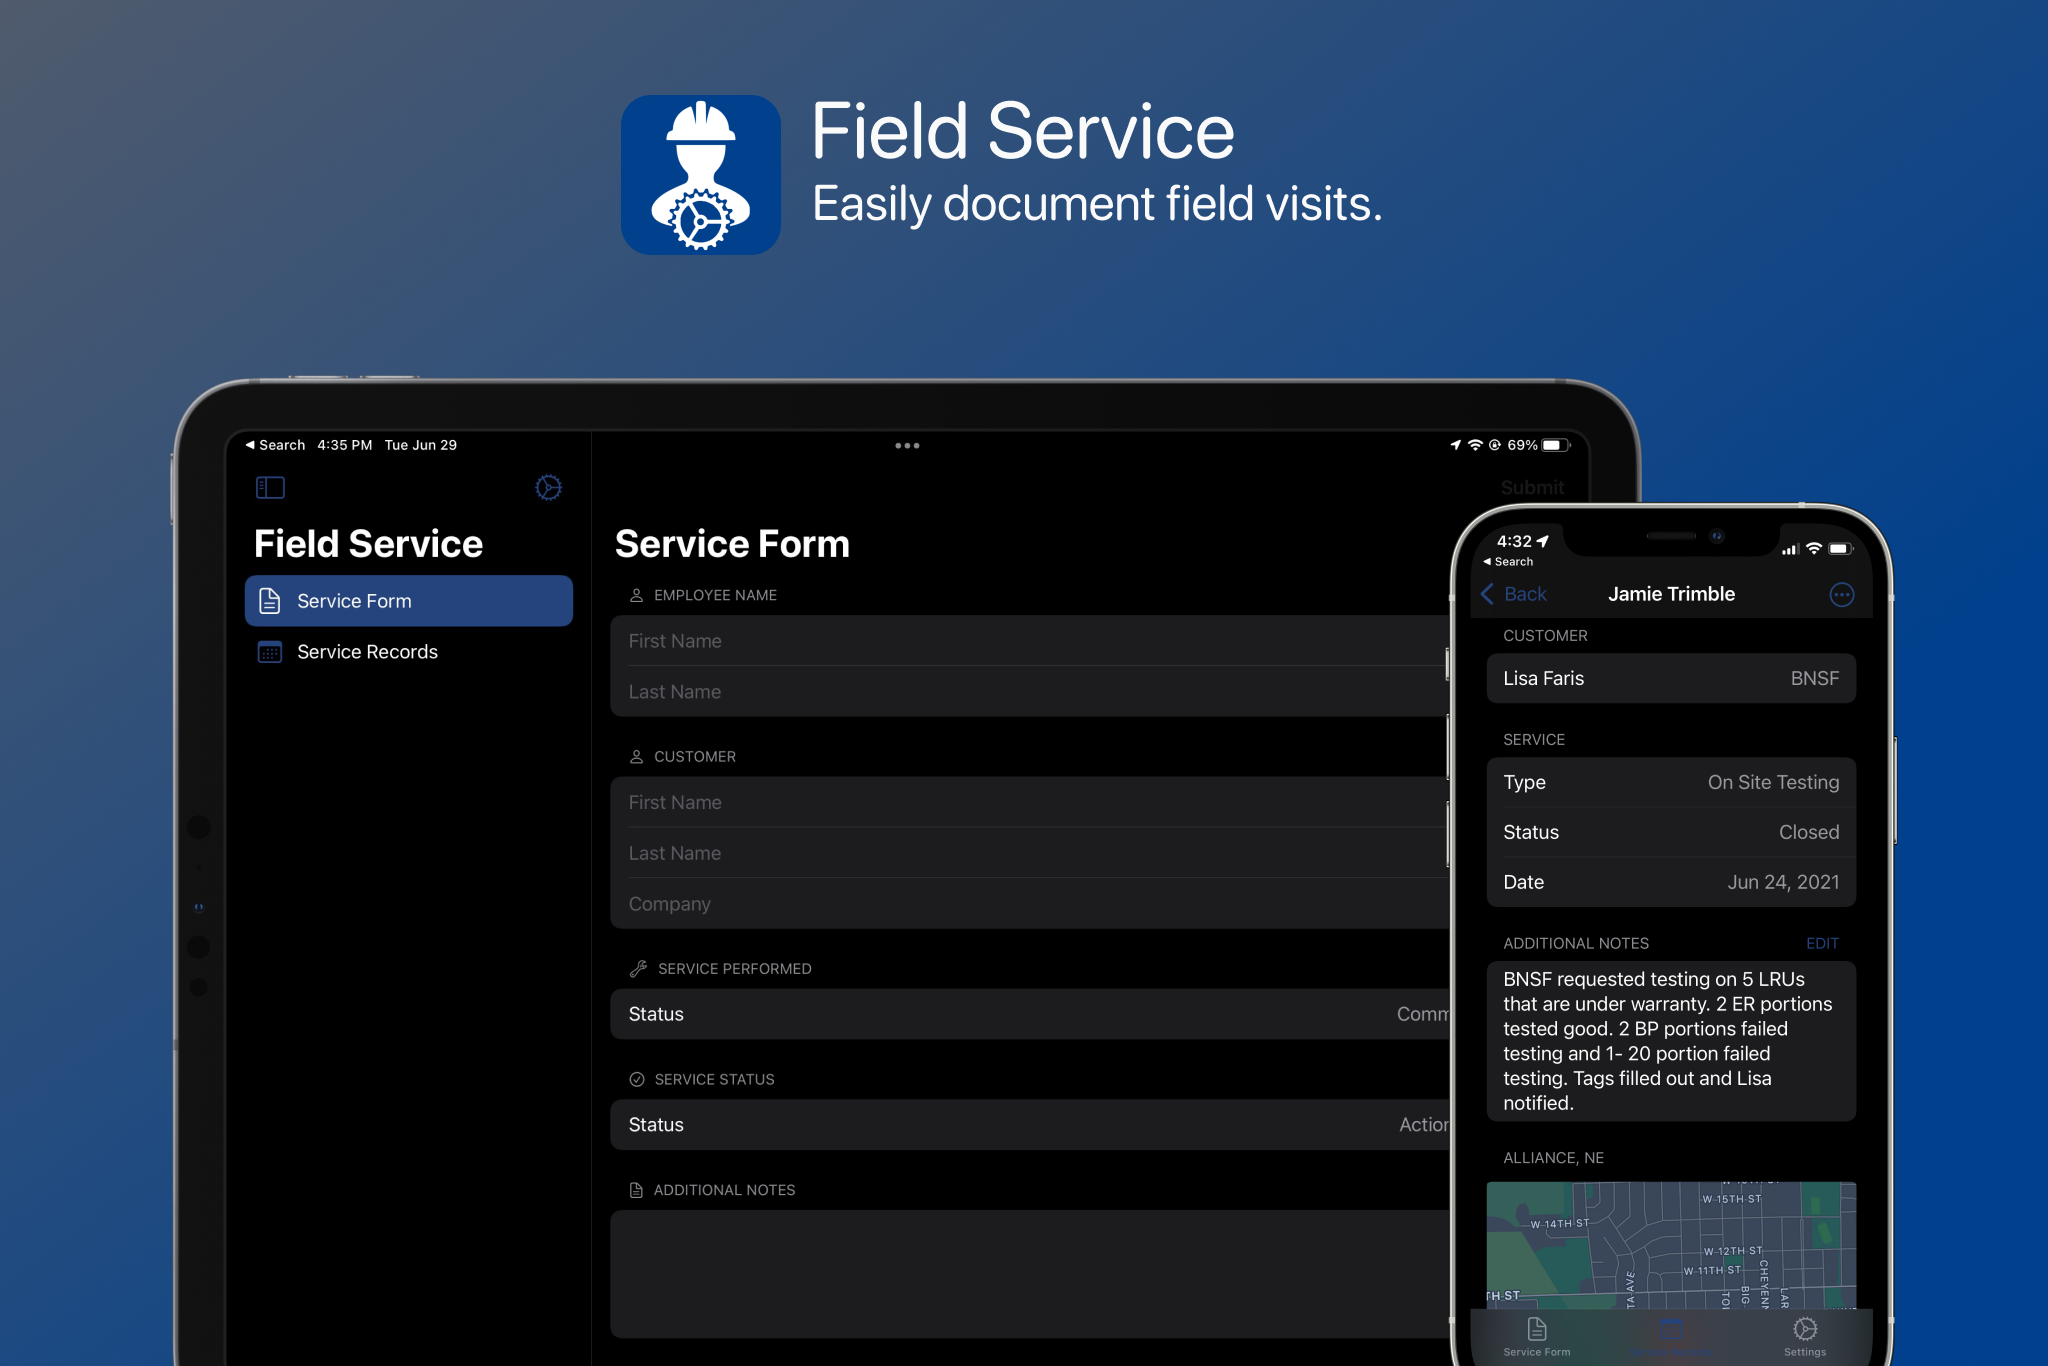 Field Service
Easily document field visits.
Search 4:35 PM Tue Jun 29
69%
Submit
Field Service
Service Form
Service Records
Service Form
EMPLOYEE NAME
First Name
Last Name
CUSTOMER
First Name
Last Name
Company
SERVICE PERFORMED
Status Comm
SERVICE STATUS
Status Action
ADDITIONAL NOTES
4:32
Search
Back Jamie Trimble
CUSTOMER
Lisa Faris BNSF
SERVICE
Type On Site Testing
Status Closed
Date Jun 24, 2021
ADDITIONAL NOTES EDIT
BNSF requested testing on 5 LRUs
that are under warranty. 2 ER portions
tested good. 2 BP portions failed
testing and 1- 20 portion failed
testing. Tags filled out and Lisa
notified.
ALLIANCE, NE
W 15TH ST
W 14TH ST
W 12TH ST
W 11TH ST
TH ST
TA AVE
BIG
CHEYENN
LAR
Service Form Settings